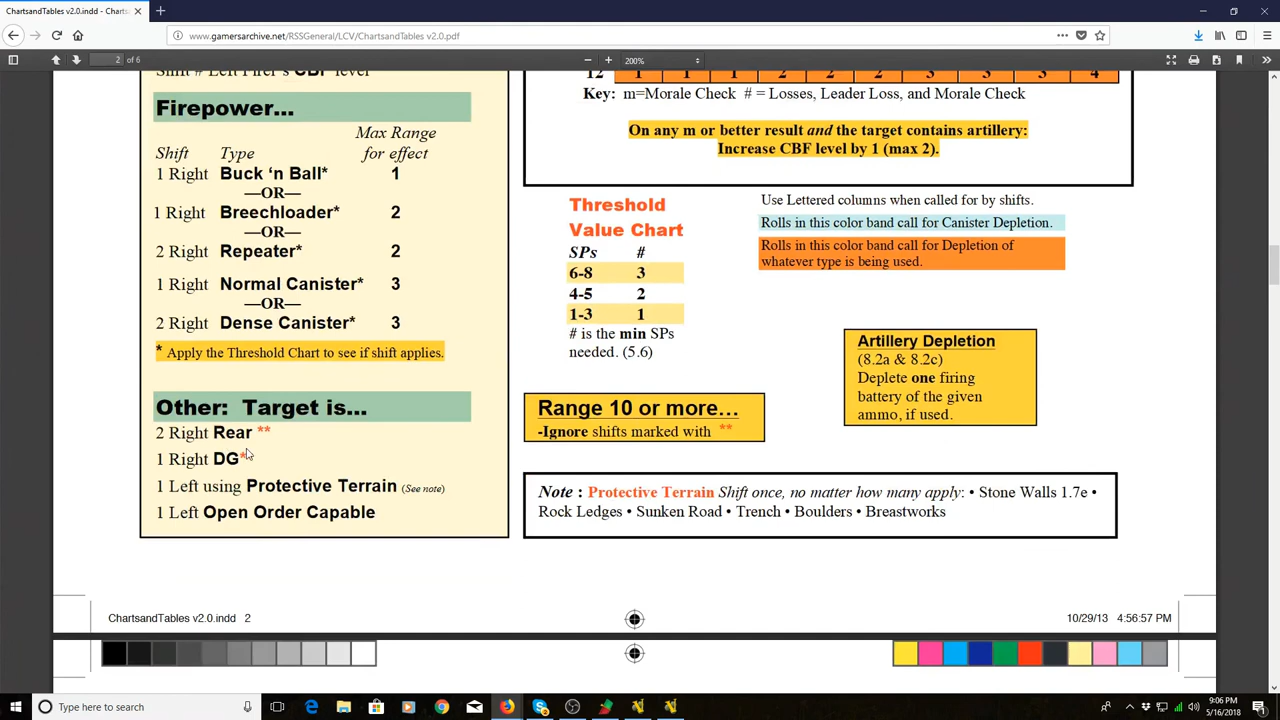 ChartsandTables v2.0.indd - Charts
www.gamersarchive.net/RSSGeneral/LCV/ChartsandTables v2.0.pdf
2 of 6
200%
Shift # Left Firer's CBF level
Firepower...
Max Range
Shift Type for effect
1 Right Buck 'n Ball* 1
—OR—
1 Right Breechloader* 2
—OR—
2 Right Repeater* 2
1 Right Normal Canister* 3
—OR—
2 Right Dense Canister* 3
* Apply the Threshold Chart to see if shift applies.
Other: Target is...
2 Right Rear **
1 Right DG*
1 Left using Protective Terrain (See note)
1 Left Open Order Capable
12 1 1 1 2 2 2 3 3 3 4
Key: m=Morale Check # = Losses, Leader Loss, and Morale Check
On any m or better result and the target contains artillery:
Increase CBF level by 1 (max 2).
Threshold
Value Chart
SPs #
6-8 3
4-5 2
1-3 1
# is the min SPs
needed. (5.6)
Use Lettered columns when called for by shifts.
Rolls in this color band call for Canister Depletion.
Rolls in this color band call for Depletion of
whatever type is being used.
Artillery Depletion
(8.2a & 8.2c)
Deplete one firing
battery of the given
ammo, if used.
Range 10 or more…
-Ignore shifts marked with **
Note : Protective Terrain Shift once, no matter how many apply: • Stone Walls 1.7e •
Rock Ledges • Sunken Road • Trench • Boulders • Breastworks
ChartsandTables v2.0.indd 2
10/29/13 4:56:57 PM
Type here to search
9:06 PM
5/16/2018